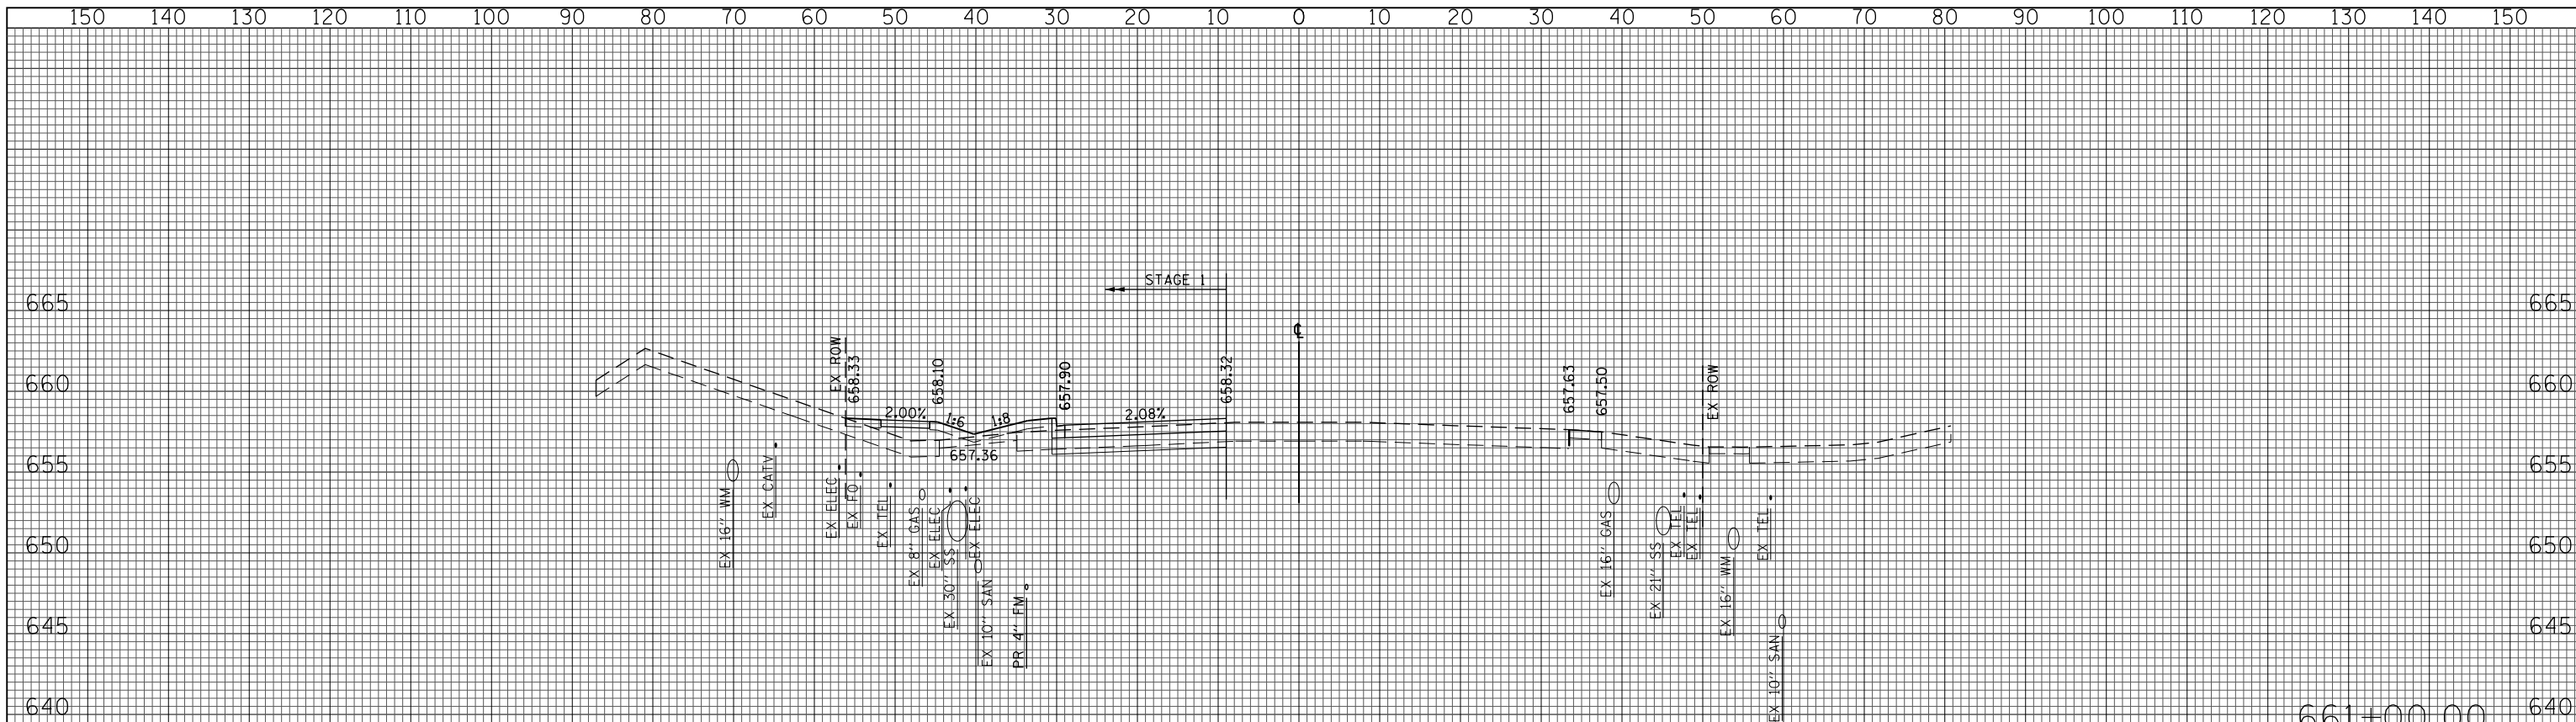 150 140 130 120 110 100 90 80 70 60 50 40 30 20 10 0 10 20 30 40 50 60 70 80 90 100 110 120 130 140 150
STAGE 1
665 665
℄
EX ROW
658.33
658.10
657.90
658.32
657.63
657.50
EX ROW
660 660
2.00%
1:6
1:8
2.08%
657.36
655 655
EX 16'' WM
EX CATV
EX ELEC
EX FO
EX TEL
EX 8'' GAS
EX ELEC
EX 30'' SS
EX ELEC
EX 10'' SAN
PR 4'' FM
EX 16'' GAS
EX 21'' SS
EX TEL
EX TEL
EX 16'' WM
EX TEL
EX 10'' SAN
650 650
645 645
640 640
661+00.00